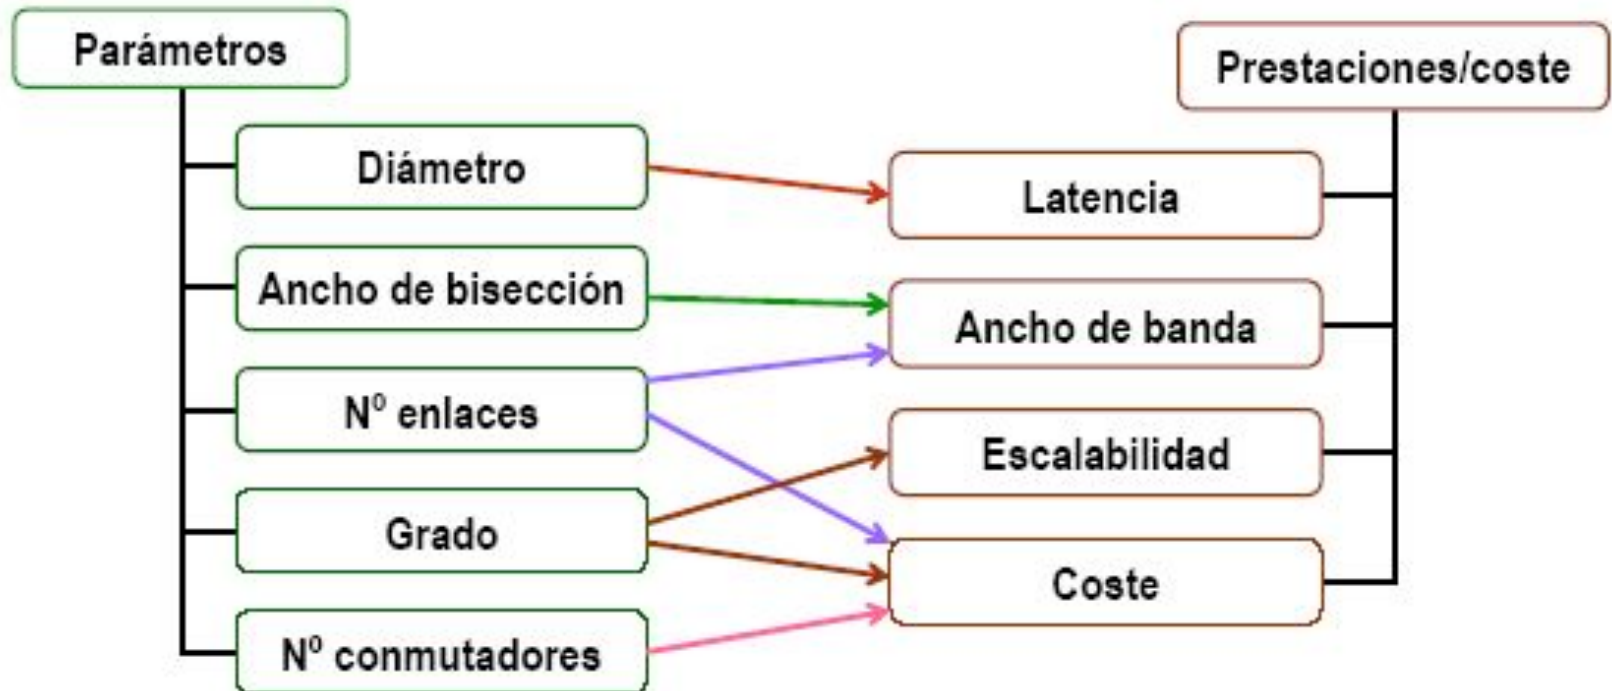 Parámetros
Prestaciones/coste
Diámetro
Latencia
Ancho de bisección
Ancho de banda
Nº enlaces
Escalabilidad
Grado
Coste
Nº conmutadores